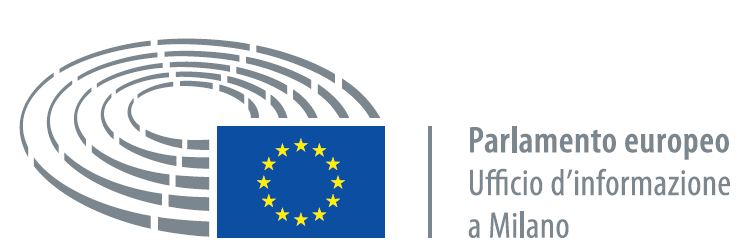 Parlamento europeo
Ufficio d'informazione
a Milano